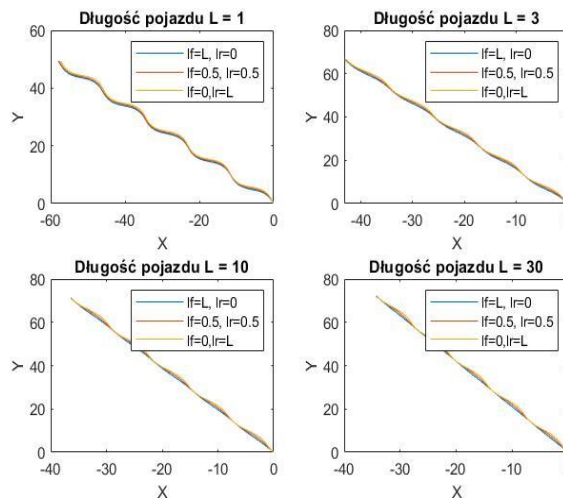 Długość pojazdu L = 1
60
40
20
0
Y
-60
-40
-20
0
X
lf=L, lr=0
lf=0.5, lr=0.5
lf=0,lr=L
Długość pojazdu L = 3
80
60
40
20
0
Y
-40
-30
-20
-10
0
X
lf=L, lr=0
lf=0.5, lr=0.5
lf=0,lr=L
Długość pojazdu L = 10
80
60
40
20
0
Y
-40
-30
-20
-10
0
X
lf=L, lr=0
lf=0.5, lr=0.5
lf=0,lr=L
Długość pojazdu L = 30
80
60
40
20
0
Y
-40
-30
-20
-10
0
X
lf=L, lr=0
lf=0.5, lr=0.5
lf=0,lr=L